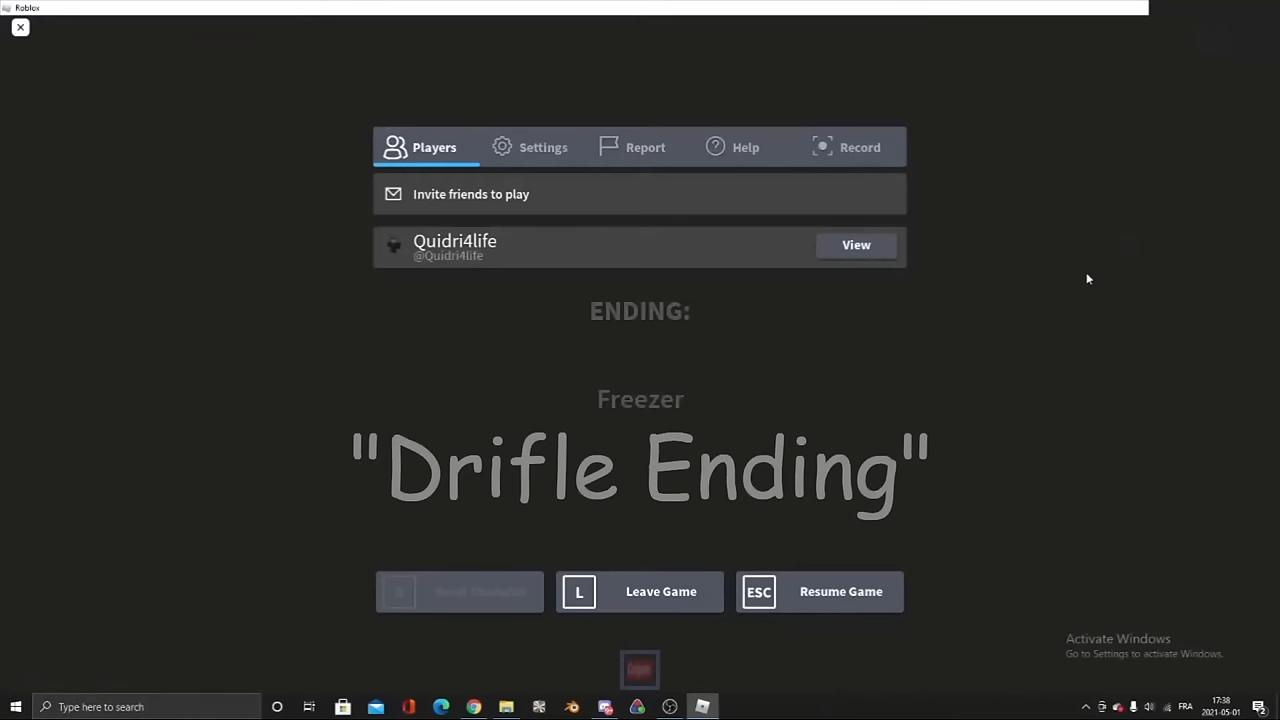 Roblox
Players
Settings
Report
Help
Record
Invite friends to play
Quidri4life
@Quidri4life
View
ENDING:
Freezer
"Drifle Ending"
L
Leave Game
ESC
Resume Game
Activate Windows
Go to Settings to activate Windows.
Type here to search
FR
17:38
2021-05-01
2